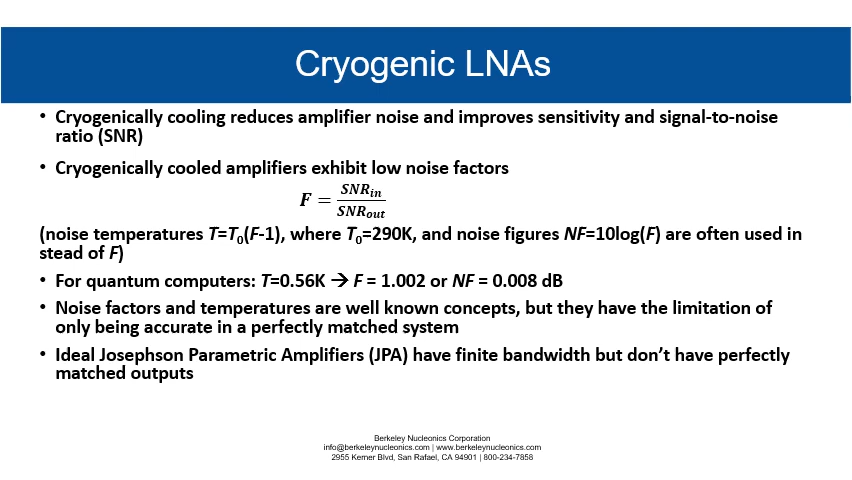 Cryogenic LNAs
• Cryogenically cooling reduces amplifier noise and improves sensitivity and signal-to-noise
ratio (SNR)
• Cryogenically cooled amplifiers exhibit low noise factors
F = SNR_in / SNR_out
(noise temperatures T=T₀(F-1), where T₀=290K, and noise figures NF=10log(F) are often used in
stead of F)
• For quantum computers: T=0.56K → F = 1.002 or NF = 0.008 dB
• Noise factors and temperatures are well known concepts, but they have the limitation of
only being accurate in a perfectly matched system
• Ideal Josephson Parametric Amplifiers (JPA) have finite bandwidth but don’t have perfectly
matched outputs
Berkeley Nucleonics Corporation
info@berkeleynucleonics.com | www.berkeleynucleonics.com
2955 Kerner Blvd, San Rafael, CA 94901 | 800-234-7858